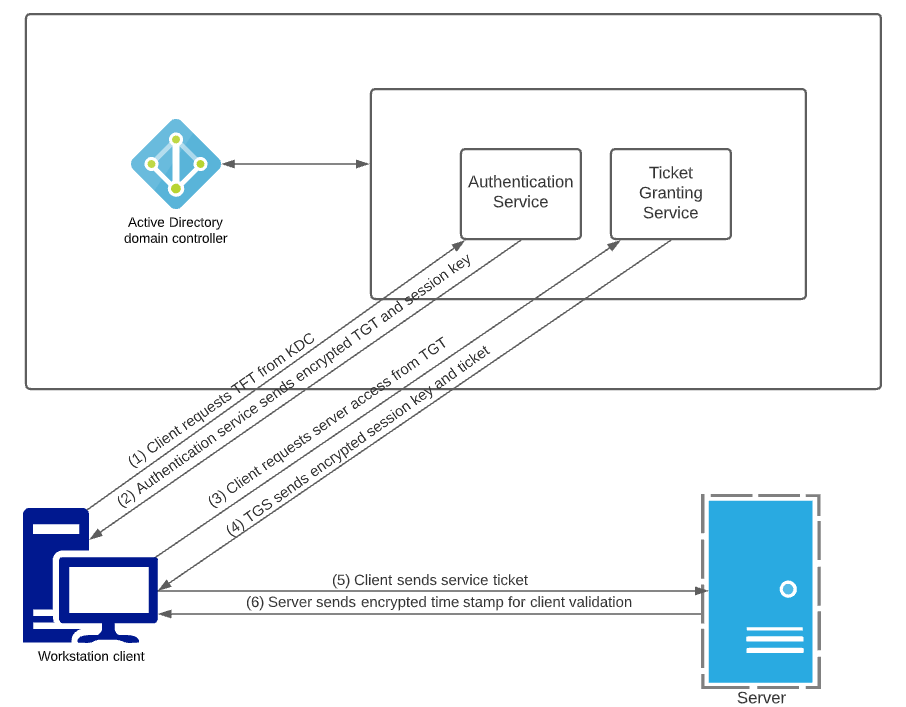 Authentication
Service
Ticket
Granting
Service
Active Directory
domain controller
(1) Client requests TFT from KDC
(2) Authentication service sends encrypted TGT and session key
(3) Client requests server access from TGT
(4) TGS sends encrypted session key and ticket
(5) Client sends service ticket
(6) Server sends encrypted time stamp for client validation
Workstation client
Server